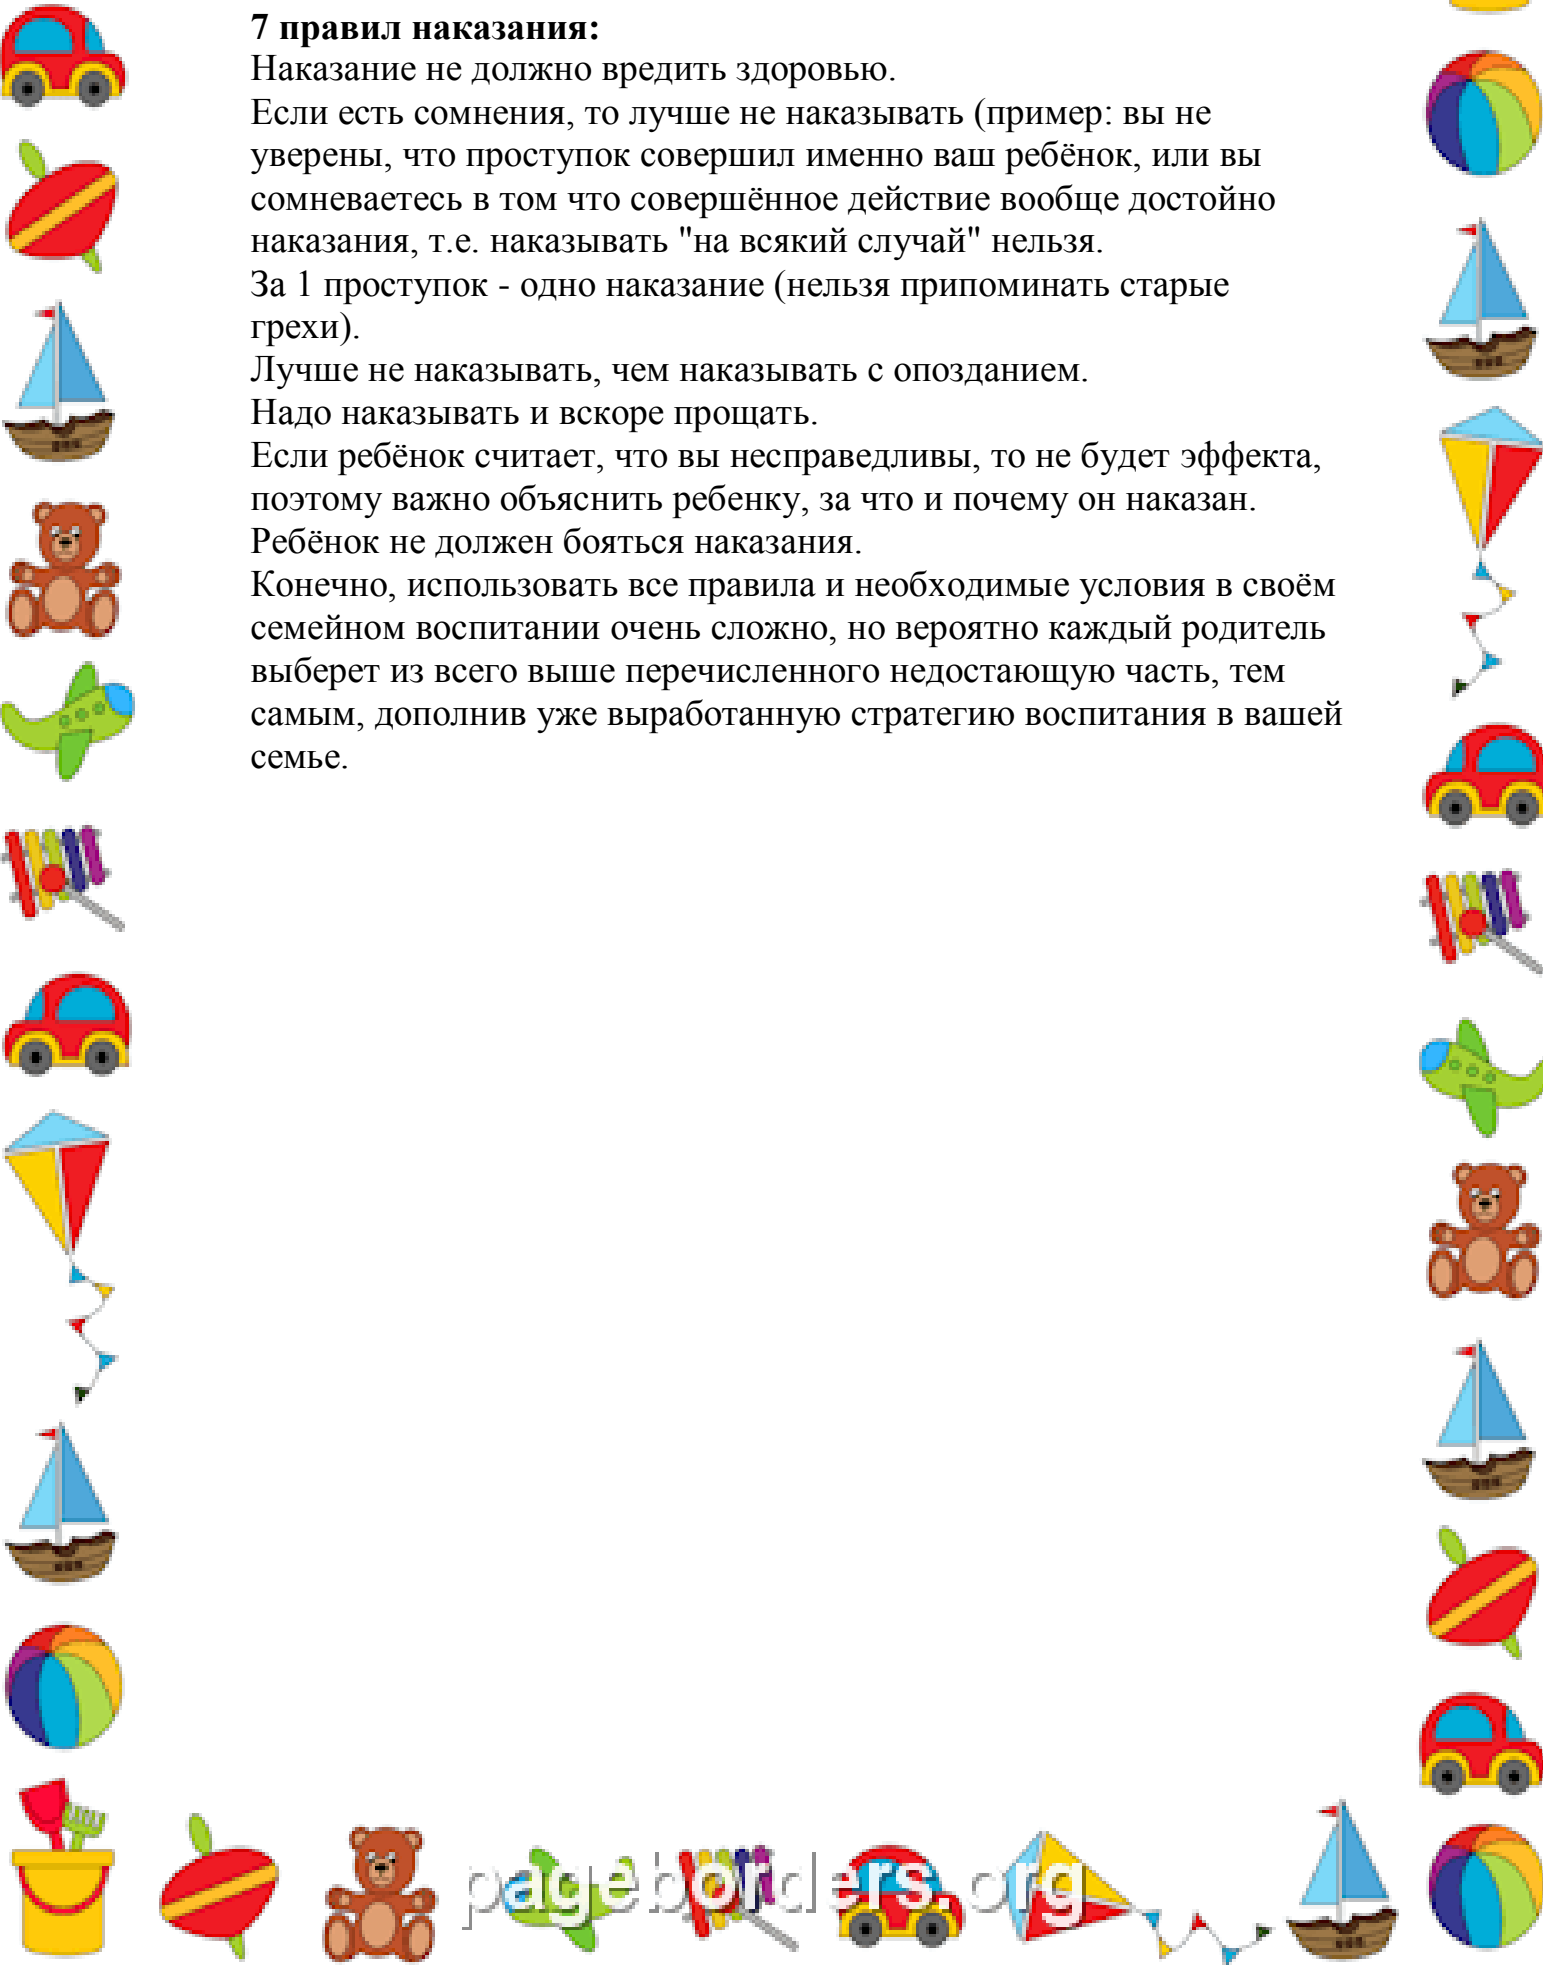 7 правил наказания:
Наказание не должно вредить здоровью.
Если есть сомнения, то лучше не наказывать (пример: вы не
уверены, что проступок совершил именно ваш ребёнок, или вы
сомневаетесь в том что совершённое действие вообще достойно
наказания, т.е. наказывать "на всякий случай" нельзя.
За 1 проступок - одно наказание (нельзя припоминать старые
грехи).
Лучше не наказывать, чем наказывать с опозданием.
Надо наказывать и вскоре прощать.
Если ребёнок считает, что вы несправедливы, то не будет эффекта,
поэтому важно объяснить ребенку, за что и почему он наказан.
Ребёнок не должен бояться наказания.
Конечно, использовать все правила и необходимые условия в своём
семейном воспитании очень сложно, но вероятно каждый родитель
выберет из всего выше перечисленного недостающую часть, тем
самым, дополнив уже выработанную стратегию воспитания в вашей
семье.
pageborders.org